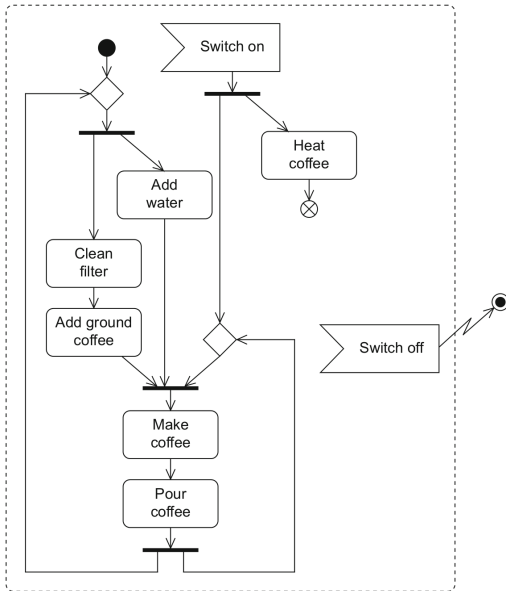 Switch on
Heat
coffee
Add
water
Clean
filter
Add ground
coffee
Switch off
Make
coffee
Pour
coffee